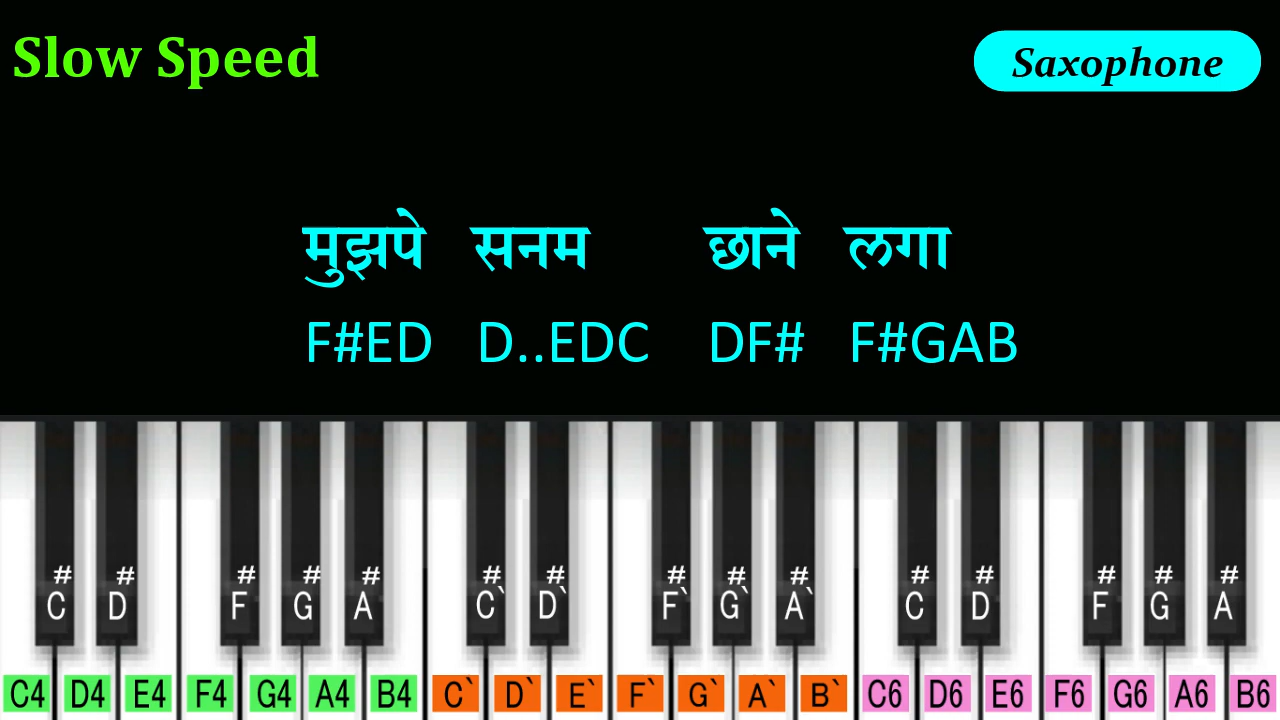 Slow Speed
Saxophone
मुझपे सनम छाने लगा
F#ED D..EDC DF# F#GAB
# # # # # # # # # # # # # # #
C D F G A C` D` F` G` A` C D F G A
C4 D4 E4 F4 G4 A4 B4 C` D` E` F` G` A` B` C6 D6 E6 F6 G6 A6 B6